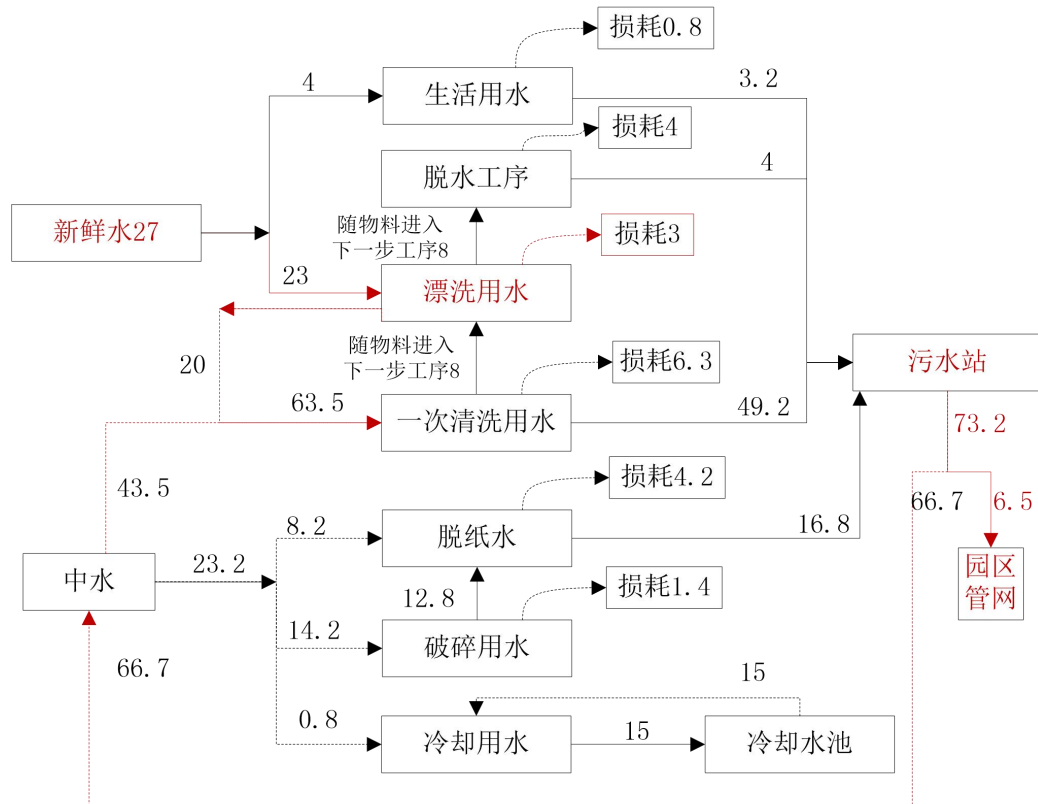 损耗0.8
4
生活用水
3.2
损耗4
脱水工序
4
新鲜水27
随物料进入
下一步工序8
损耗3
23
漂洗用水
随物料进入
下一步工序8
20
损耗6.3
污水站
63.5
一次清洗用水
49.2
73.2
43.5
损耗4.2
66.7
6.5
8.2
脱纸水
16.8
中水
23.2
12.8
损耗1.4
园区
管网
14.2
破碎用水
66.7
15
0.8
冷却用水
15
冷却水池